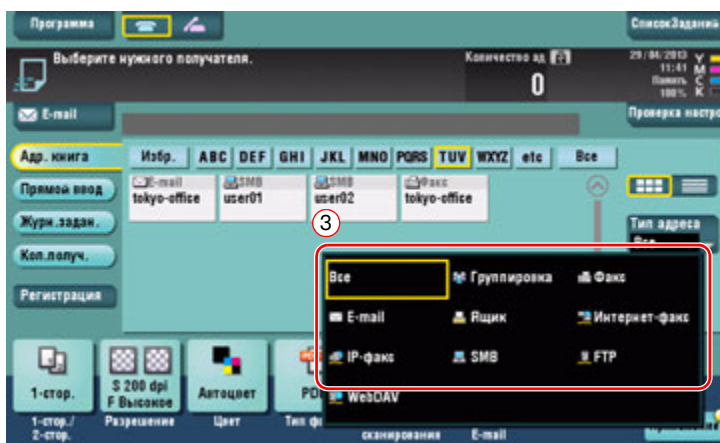 Программа
СписокЗаданий
Выберите нужного получателя.
Количество ад
0
29/04/2013
11:41
Память
100%
Y
M
C
K
E-mail
Проверка настро
Адр. книга
Избр.
ABC
DEF
GHI
JKL
MNO
PQRS
TUV
WXYZ
etc
Все
Прямой ввод
E-mail
tokyo-office
SMB
user01
SMB
user02
Факс
tokyo-office
Журн.задан.
Тип адреса
Все
Кол.получ.
3
Регистрация
Все
Группировка
Факс
E-mail
Ящик
Интернет-факс
IP-факс
SMB
FTP
WebDAV
1-стор.
S 200 dpi
F Высокое
Автоцвет
1-стор./
2-стор.
Разрешение
Цвет
сканирования
E-mail